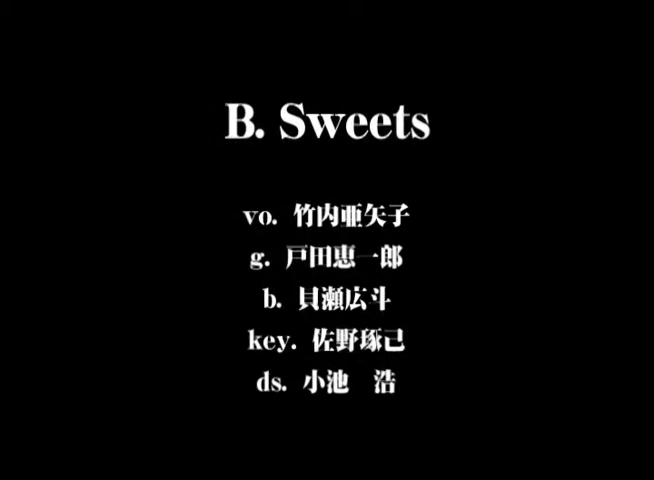 B. Sweets
vo. 竹内亜矢子
g. 戸田恵一郎
b. 貝瀬広斗
key. 佐野琢己
ds. 小池　浩